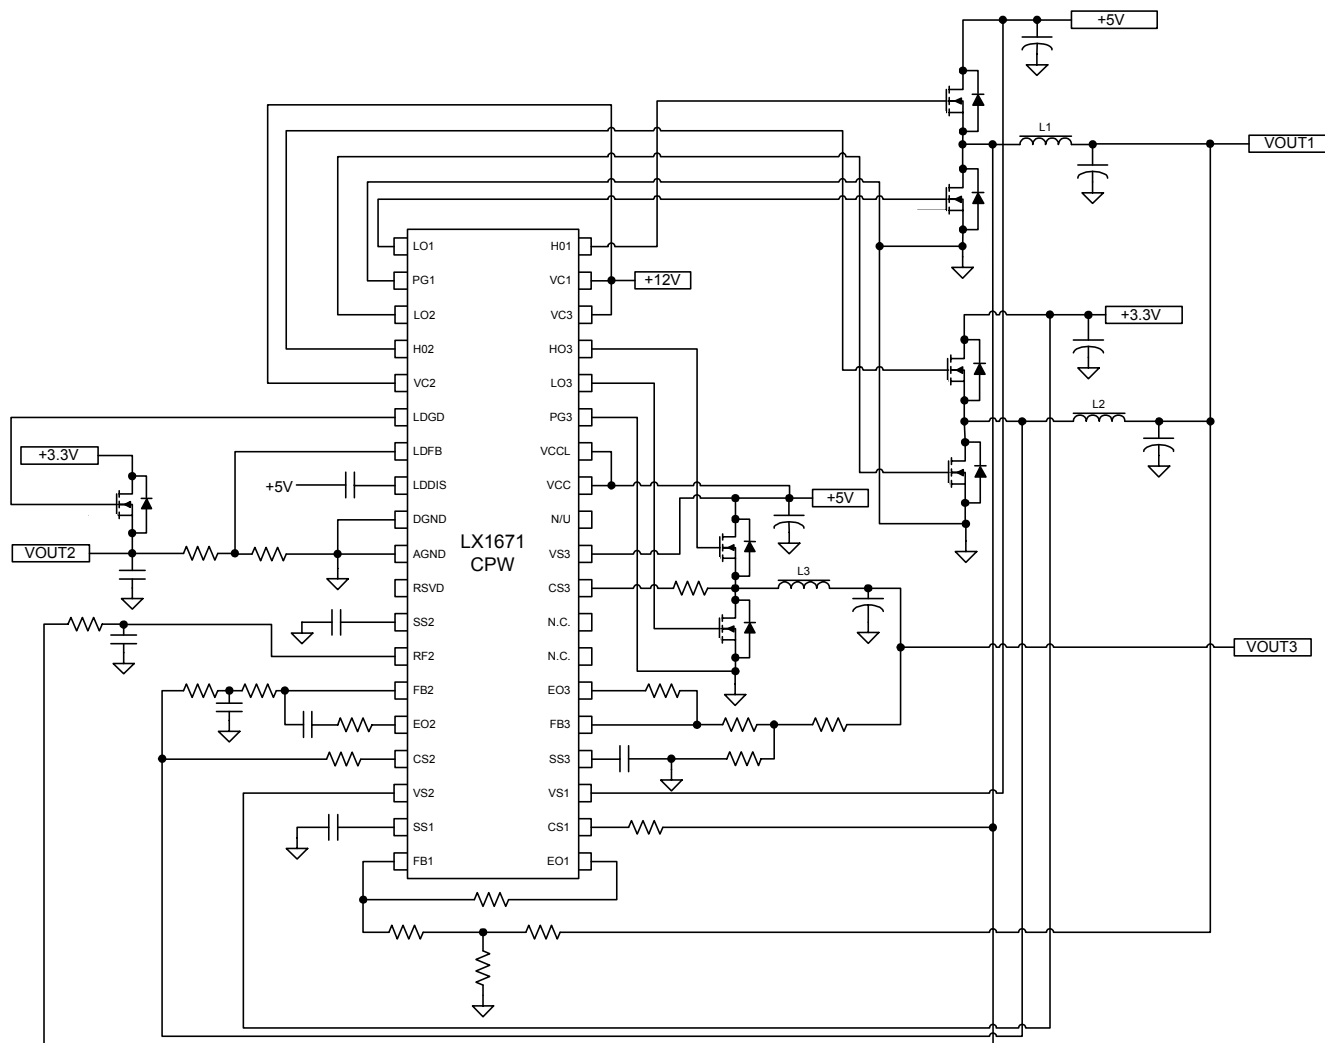 +5V
L1
VOUT1
LO1
H01
PG1
VC1
+12V
LO2
VC3
+3.3V
H02
HO3
VC2
LO3
L2
LDGD
PG3
+3.3V
LDFB
VCCL
+5V
LDDIS
VCC
+5V
DGND
N/U
LX1671
CPW
VOUT2
AGND
VS3
L3
RSVD
CS3
SS2
N.C.
VOUT3
RF2
N.C.
FB2
EO3
EO2
FB3
CS2
SS3
VS2
VS1
SS1
CS1
FB1
EO1